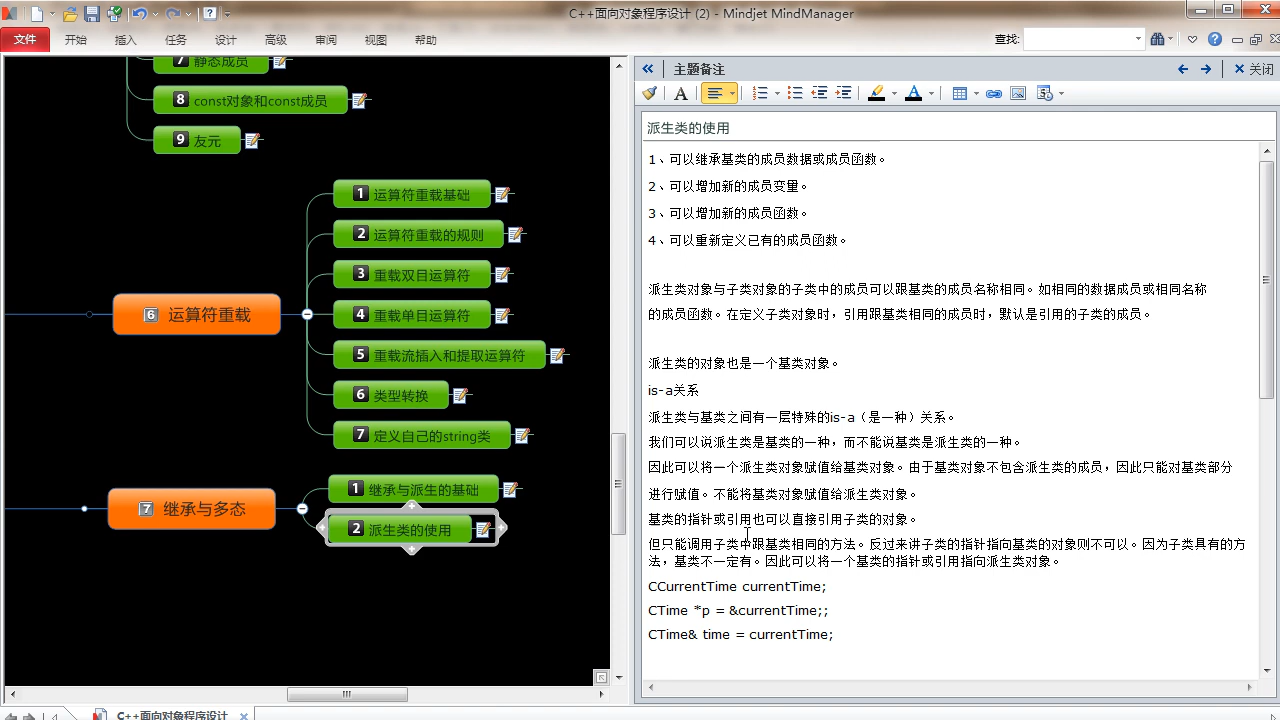 C++面向对象程序设计 (2) - Mindjet MindManager
文件 开始 插入 任务 设计 高级 审阅 视图 帮助 查找:
7 静态成员
8 const对象和const成员
9 友元
6 运算符重载
1 运算符重载基础
2 运算符重载的规则
3 重载双目运算符
4 重载单目运算符
5 重载流插入和提取运算符
6 类型转换
7 定义自己的string类
7 继承与多态
1 继承与派生的基础
2 派生类的使用
主题备注 关闭
派生类的使用
1、可以继承基类的成员数据或成员函数。
2、可以增加新的成员变量。
3、可以增加新的成员函数。
4、可以重新定义已有的成员函数。
派生类对象与子类对象的子类中的成员可以跟基类的成员名称相同。如相同的数据成员或相同名称
的成员函数。在定义子类对象时，引用跟基类相同的成员时，默认是引用的子类的成员。
派生类的对象也是一个基类对象。
is-a关系
派生类与基类之间有一层特殊的is-a（是一种）关系。
我们可以说派生类是基类的一种，而不能说基类是派生类的一种。
因此可以将一个派生类对象赋值给基类对象。由于基类对象不包含派生类的成员，因此只能对基类部分
进行赋值。不能将基类对象赋值给派生类对象。
基类的指针或引用也可以直接引用子类的对象。
但只能调用子类中跟基类相同的方法。反过来讲子类的指针指向基类的对象则不可以。因为子类具有的方
法，基类不一定有。因此可以将一个基类的指针或引用指向派生类对象。
CCurrentTime currentTime;
CTime *p = &currentTime;;
CTime& time = currentTime;
C++面向对象程序设计